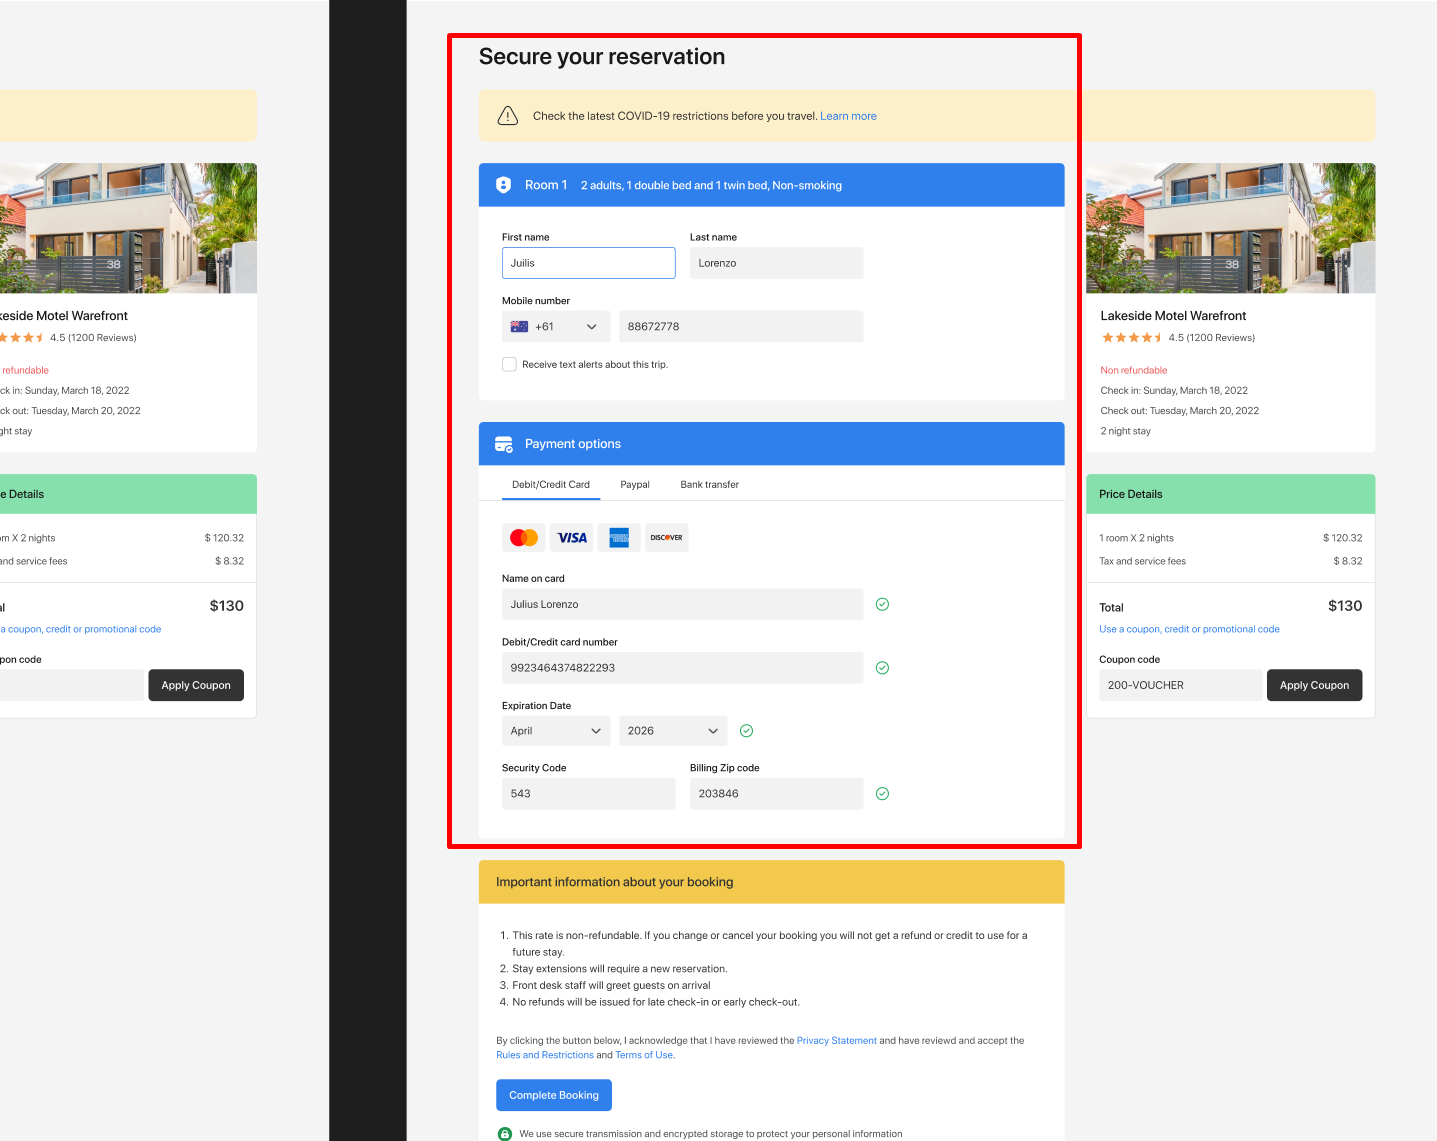 Secure your reservation
Check the latest COVID-19 restrictions before you travel. Learn more
Room 1 2 adults, 1 double bed and 1 twin bed, Non-smoking
First name
Last name
Juilis
Lorenzo
Mobile number
+61
88672778
Receive text alerts about this trip.
Payment options
Debit/Credit Card
Paypal
Bank transfer
VISA
DISCOVER
Name on card
Julius Lorenzo
Debit/Credit card number
9923464374822293
Expiration Date
April
2026
Security Code
Billing Zip code
543
203846
Important information about your booking
1. This rate is non-refundable. If you change or cancel your booking you will not get a refund or credit to use for a
future stay.
2. Stay extensions will require a new reservation.
3. Front desk staff will greet guests on arrival
4. No refunds will be issued for late check-in or early check-out.
By clicking the button below, I acknowledge that I have reviewed the Privacy Statement and have reviewd and accept the
Rules and Restrictions and Terms of Use.
Complete Booking
We use secure transmission and encrypted storage to protect your personal information
38
Lakeside Motel Warefront
4.5 (1200 Reviews)
Non refundable
Check in: Sunday, March 18, 2022
Check out: Tuesday, March 20, 2022
2 night stay
Price Details
1 room X 2 nights
$ 120.32
Tax and service fees
$ 8.32
Total
$130
Use a coupon, credit or promotional code
Coupon code
200-VOUCHER
Apply Coupon
38
keside Motel Warefront
4.5 (1200 Reviews)
refundable
ck in: Sunday, March 18, 2022
ck out: Tuesday, March 20, 2022
ght stay
e Details
om X 2 nights
$ 120.32
and service fees
$ 8.32
al
$130
a coupon, credit or promotional code
pon code
Apply Coupon